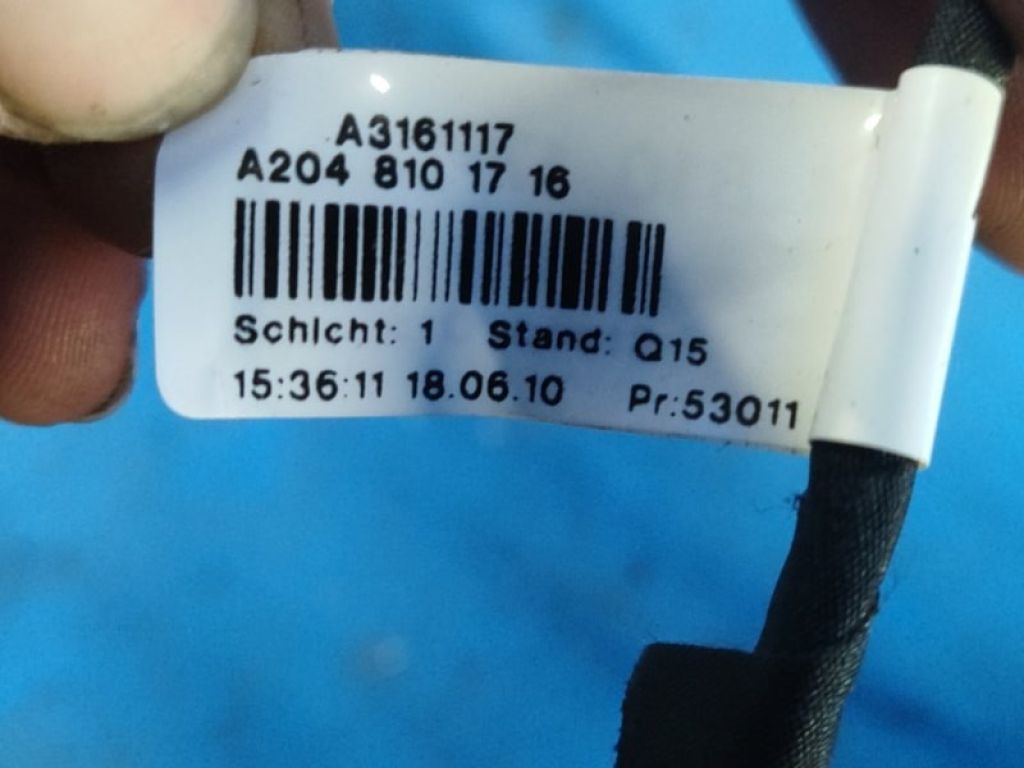 A3161117
A204 810 17 16
Schicht: 1 Stand: Q15
15:36:11 18.06.10 Pr:53011